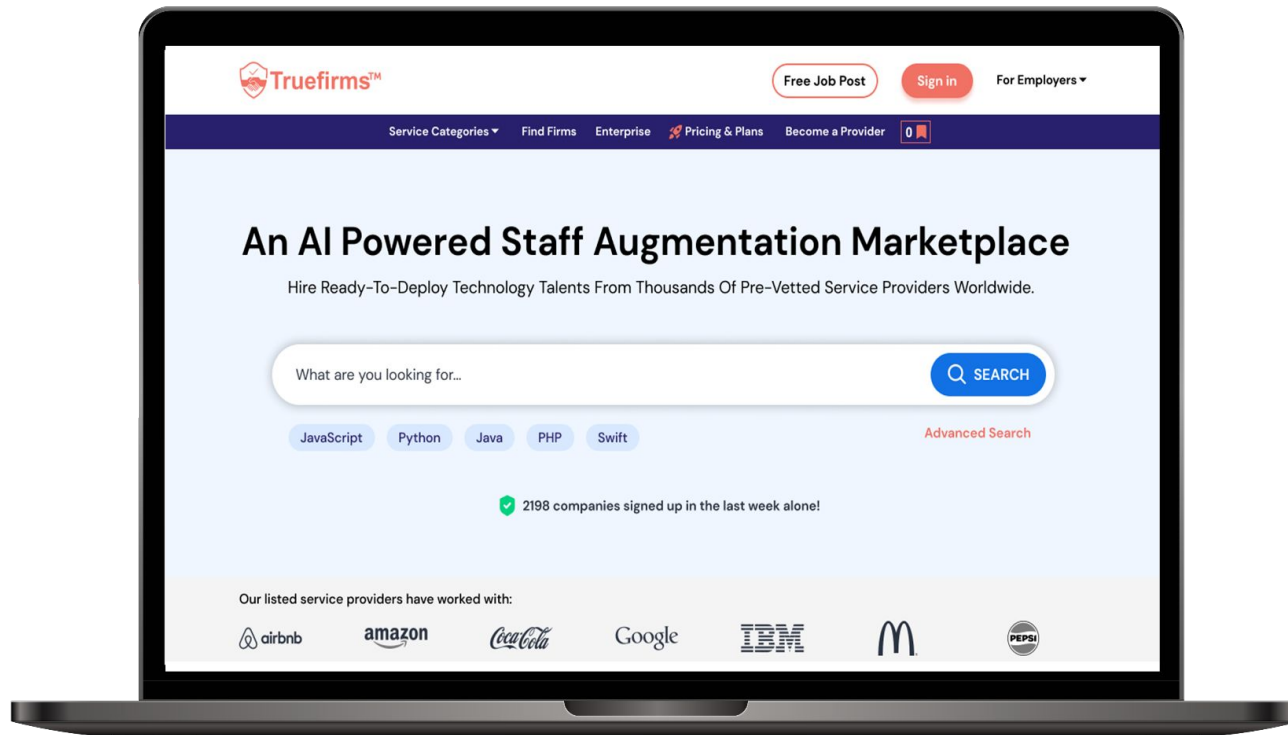 Truefirms™
Free Job Post
Sign in
For Employers
Service Categories
Find Firms
Enterprise
Pricing & Plans
Become a Provider
0
An AI Powered Staff Augmentation Marketplace
Hire Ready-To-Deploy Technology Talents From Thousands Of Pre-Vetted Service Providers Worldwide.
What are you looking for...
SEARCH
JavaScript
Python
Java
PHP
Swift
Advanced Search
2198 companies signed up in the last week alone!
Our listed service providers have worked with:
airbnb
amazon
Coca-Cola
Google
IBM
M
PEPSI